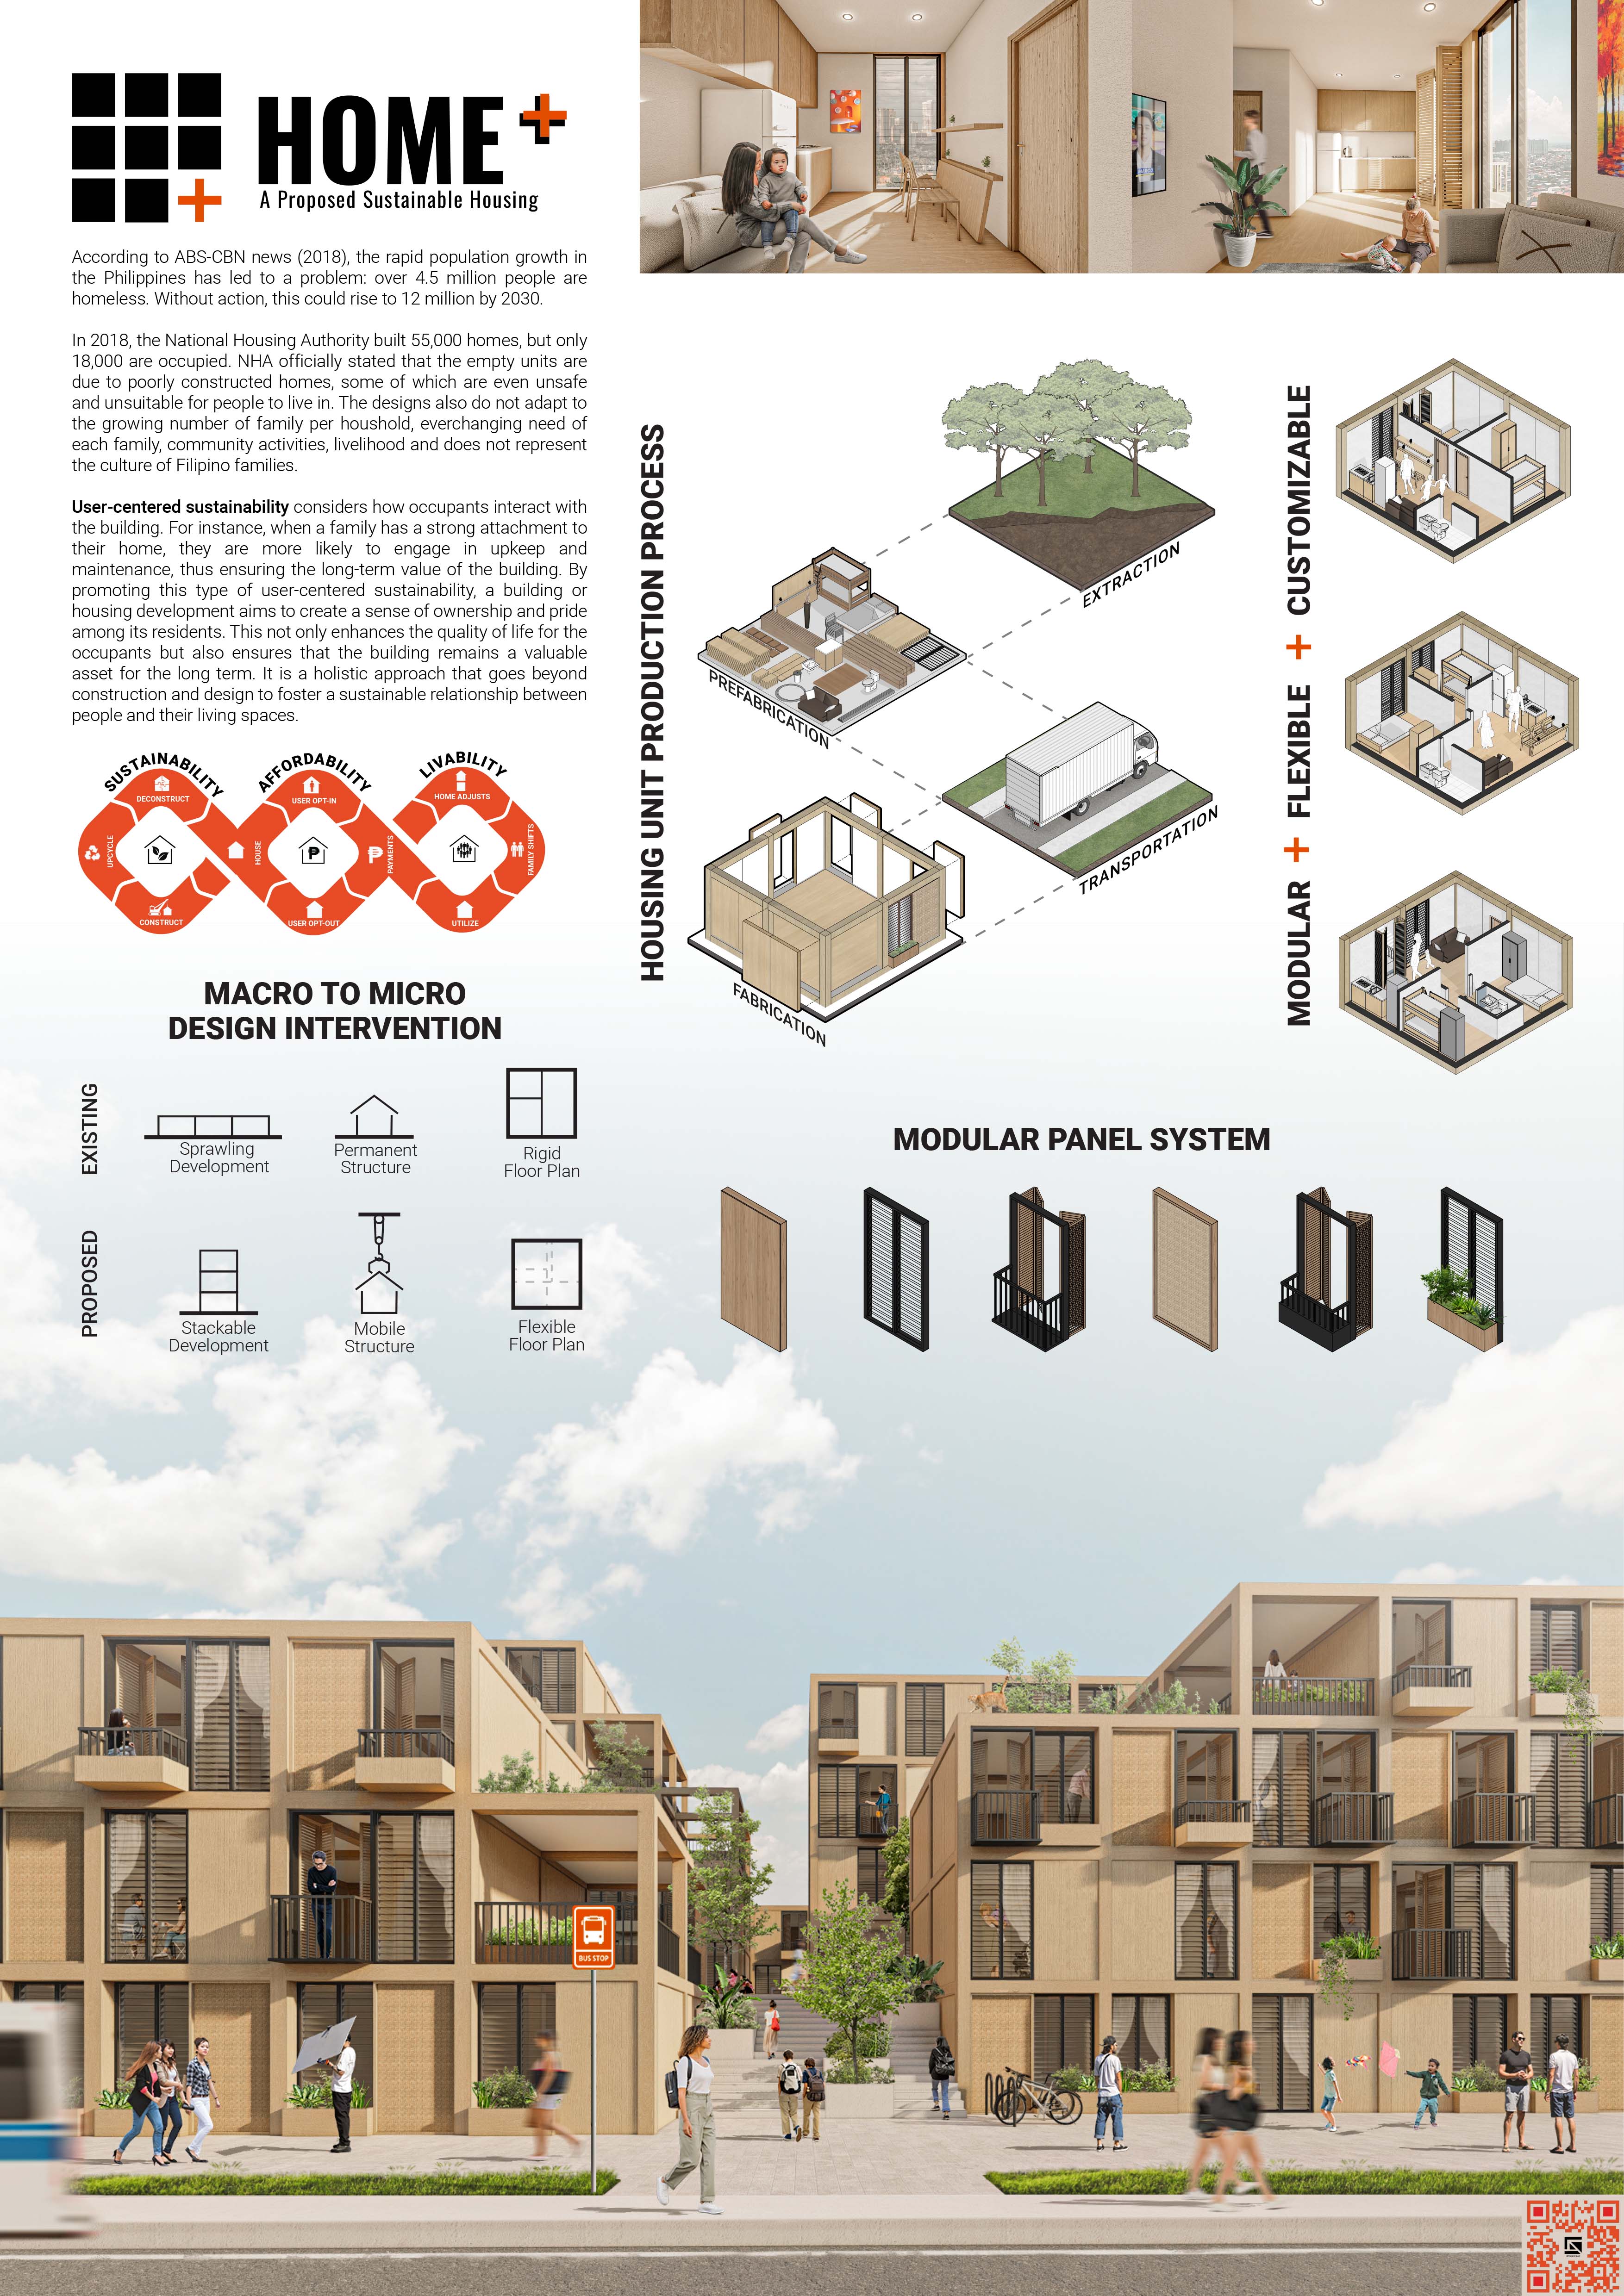 HOME+
A Proposed Sustainable Housing
According to ABS-CBN news (2018), the rapid population growth in
the Philippines has led to a problem: over 4.5 million people are
homeless. Without action, this could rise to 12 million by 2030.
In 2018, the National Housing Authority built 55,000 homes, but only
18,000 are occupied. NHA officially stated that the empty units are
due to poorly constructed homes, some of which are even unsafe
and unsuitable for people to live in. The designs also do not adapt to
the growing number of family per houshold, everchanging need of
each family, community activities, livelihood and does not represent
the culture of Filipino families.
User-centered sustainability considers how occupants interact with
the building. For instance, when a family has a strong attachment to
their home, they are more likely to engage in upkeep and
maintenance, thus ensuring the long-term value of the building. By
promoting this type of user-centered sustainability, a building or
housing development aims to create a sense of ownership and pride
among its residents. This not only enhances the quality of life for the
occupants but also ensures that the building remains a valuable
asset for the long term. It is a holistic approach that goes beyond
construction and design to foster a sustainable relationship between
people and their living spaces.
SUSTAINABILITY
DECONSTRUCT
UPCYCLE
CONSTRUCT
HOUSE
AFFORDABILITY
USER OPT-IN
USER OPT-OUT
PAYMENTS
LIVABILITY
HOME ADJUSTS
FAMILY SHIFTS
UTILIZE
MACRO TO MICRO
DESIGN INTERVENTION
EXISTING
Sprawling
Development
Permanent
Structure
Rigid
Floor Plan
PROPOSED
Stackable
Development
Mobile
Structure
Flexible
Floor Plan
HOUSING UNIT PRODUCTION PROCESS
EXTRACTION
PREFABRICATION
TRANSPORTATION
FABRICATION
MODULAR + FLEXIBLE + CUSTOMIZABLE
MODULAR PANEL SYSTEM
BUS STOP